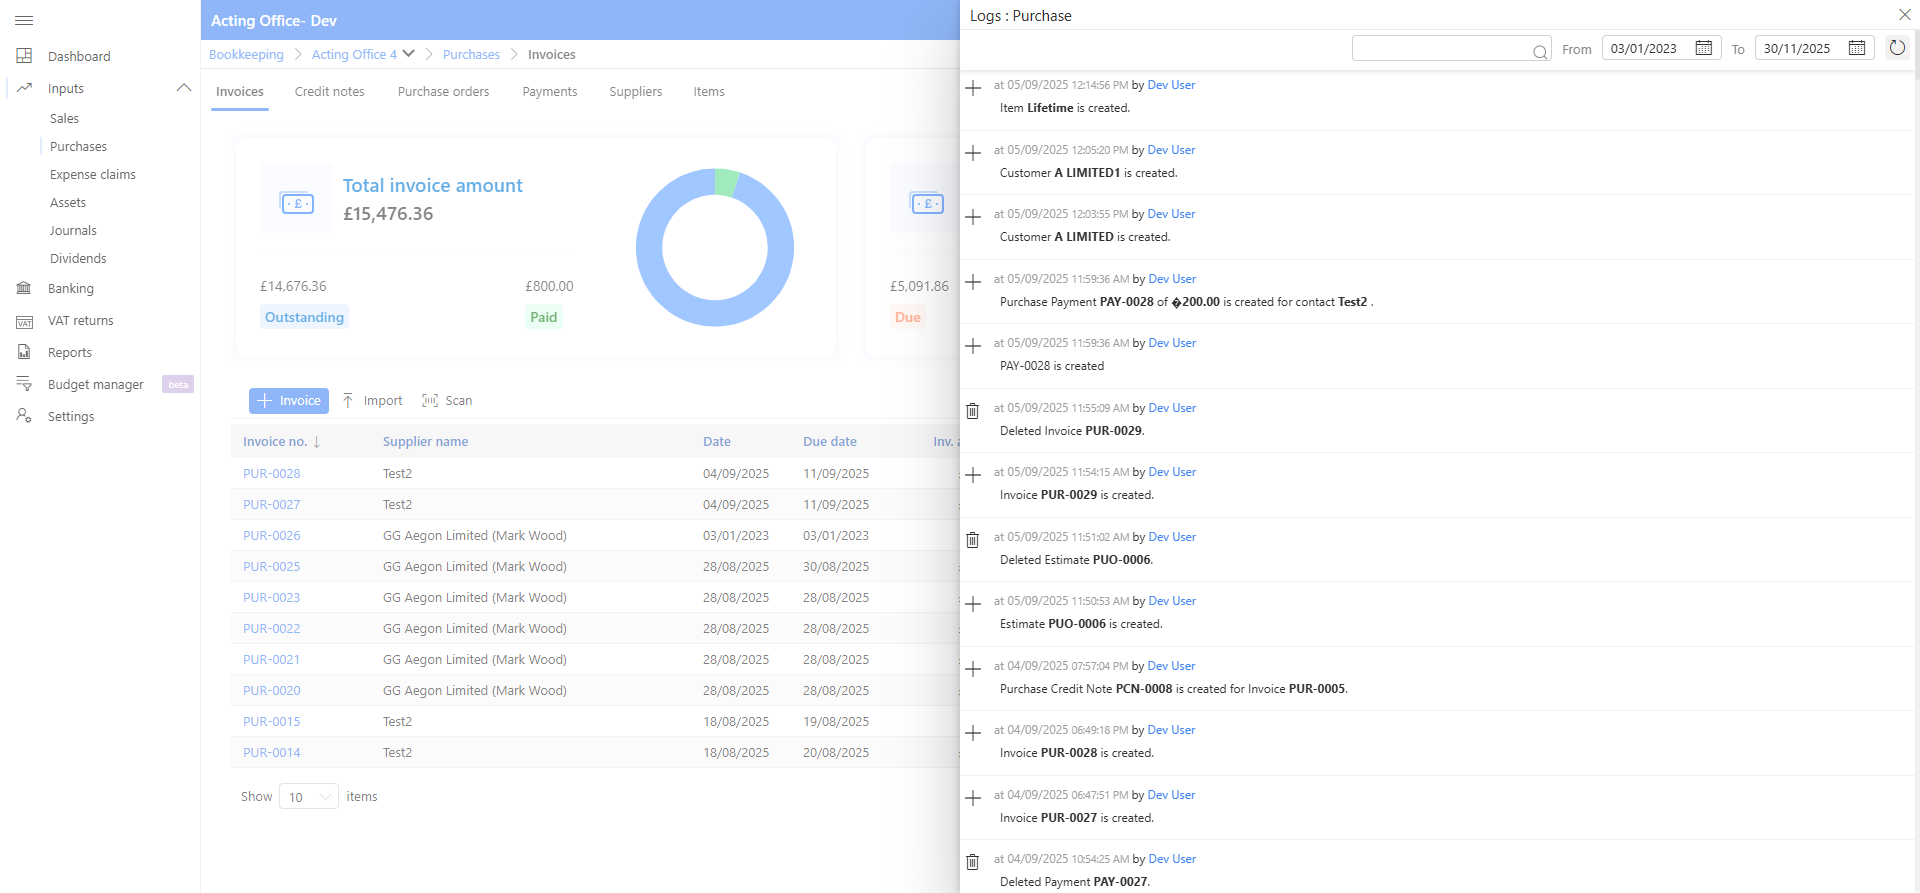 Dashboard
Inputs
Sales
Purchases
Expense claims
Assets
Journals
Dividends
Banking
VAT
VAT returns
Reports
Budget manager beta
Settings
Acting Office- Dev
Bookkeeping Acting Office 4 Purchases Invoices
Invoices Credit notes Purchase orders Payments Suppliers Items
Total invoice amount
£15,476.36
£14,676.36 £800.00
Outstanding Paid
£5,091.86
Due
Invoice Import Scan
Invoice no. Supplier name Date Due date Inv.
PUR-0028 Test2 04/09/2025 11/09/2025
PUR-0027 Test2 04/09/2025 11/09/2025
PUR-0026 GG Aegon Limited (Mark Wood) 03/01/2023 03/01/2023
PUR-0025 GG Aegon Limited (Mark Wood) 28/08/2025 30/08/2025
PUR-0023 GG Aegon Limited (Mark Wood) 28/08/2025 28/08/2025
PUR-0022 GG Aegon Limited (Mark Wood) 28/08/2025 28/08/2025
PUR-0021 GG Aegon Limited (Mark Wood) 28/08/2025 28/08/2025
PUR-0020 GG Aegon Limited (Mark Wood) 28/08/2025 28/08/2025
PUR-0015 Test2 18/08/2025 19/08/2025
PUR-0014 Test2 18/08/2025 20/08/2025
Show 10 items
Logs : Purchase
From 03/01/2023 To 30/11/2025
at 05/09/2025 12:14:56 PM by Dev User
Item Lifetime is created.
at 05/09/2025 12:05:20 PM by Dev User
Customer A LIMITED1 is created.
at 05/09/2025 12:03:55 PM by Dev User
Customer A LIMITED is created.
at 05/09/2025 11:59:36 AM by Dev User
Purchase Payment PAY-0028 of �200.00 is created for contact Test2 .
at 05/09/2025 11:59:36 AM by Dev User
PAY-0028 is created
at 05/09/2025 11:55:09 AM by Dev User
Deleted Invoice PUR-0029.
at 05/09/2025 11:54:15 AM by Dev User
Invoice PUR-0029 is created.
at 05/09/2025 11:51:02 AM by Dev User
Deleted Estimate PUO-0006.
at 05/09/2025 11:50:53 AM by Dev User
Estimate PUO-0006 is created.
at 04/09/2025 07:57:04 PM by Dev User
Purchase Credit Note PCN-0008 is created for Invoice PUR-0005.
at 04/09/2025 06:49:18 PM by Dev User
Invoice PUR-0028 is created.
at 04/09/2025 06:47:51 PM by Dev User
Invoice PUR-0027 is created.
at 04/09/2025 10:54:25 AM by Dev User
Deleted Payment PAY-0027.